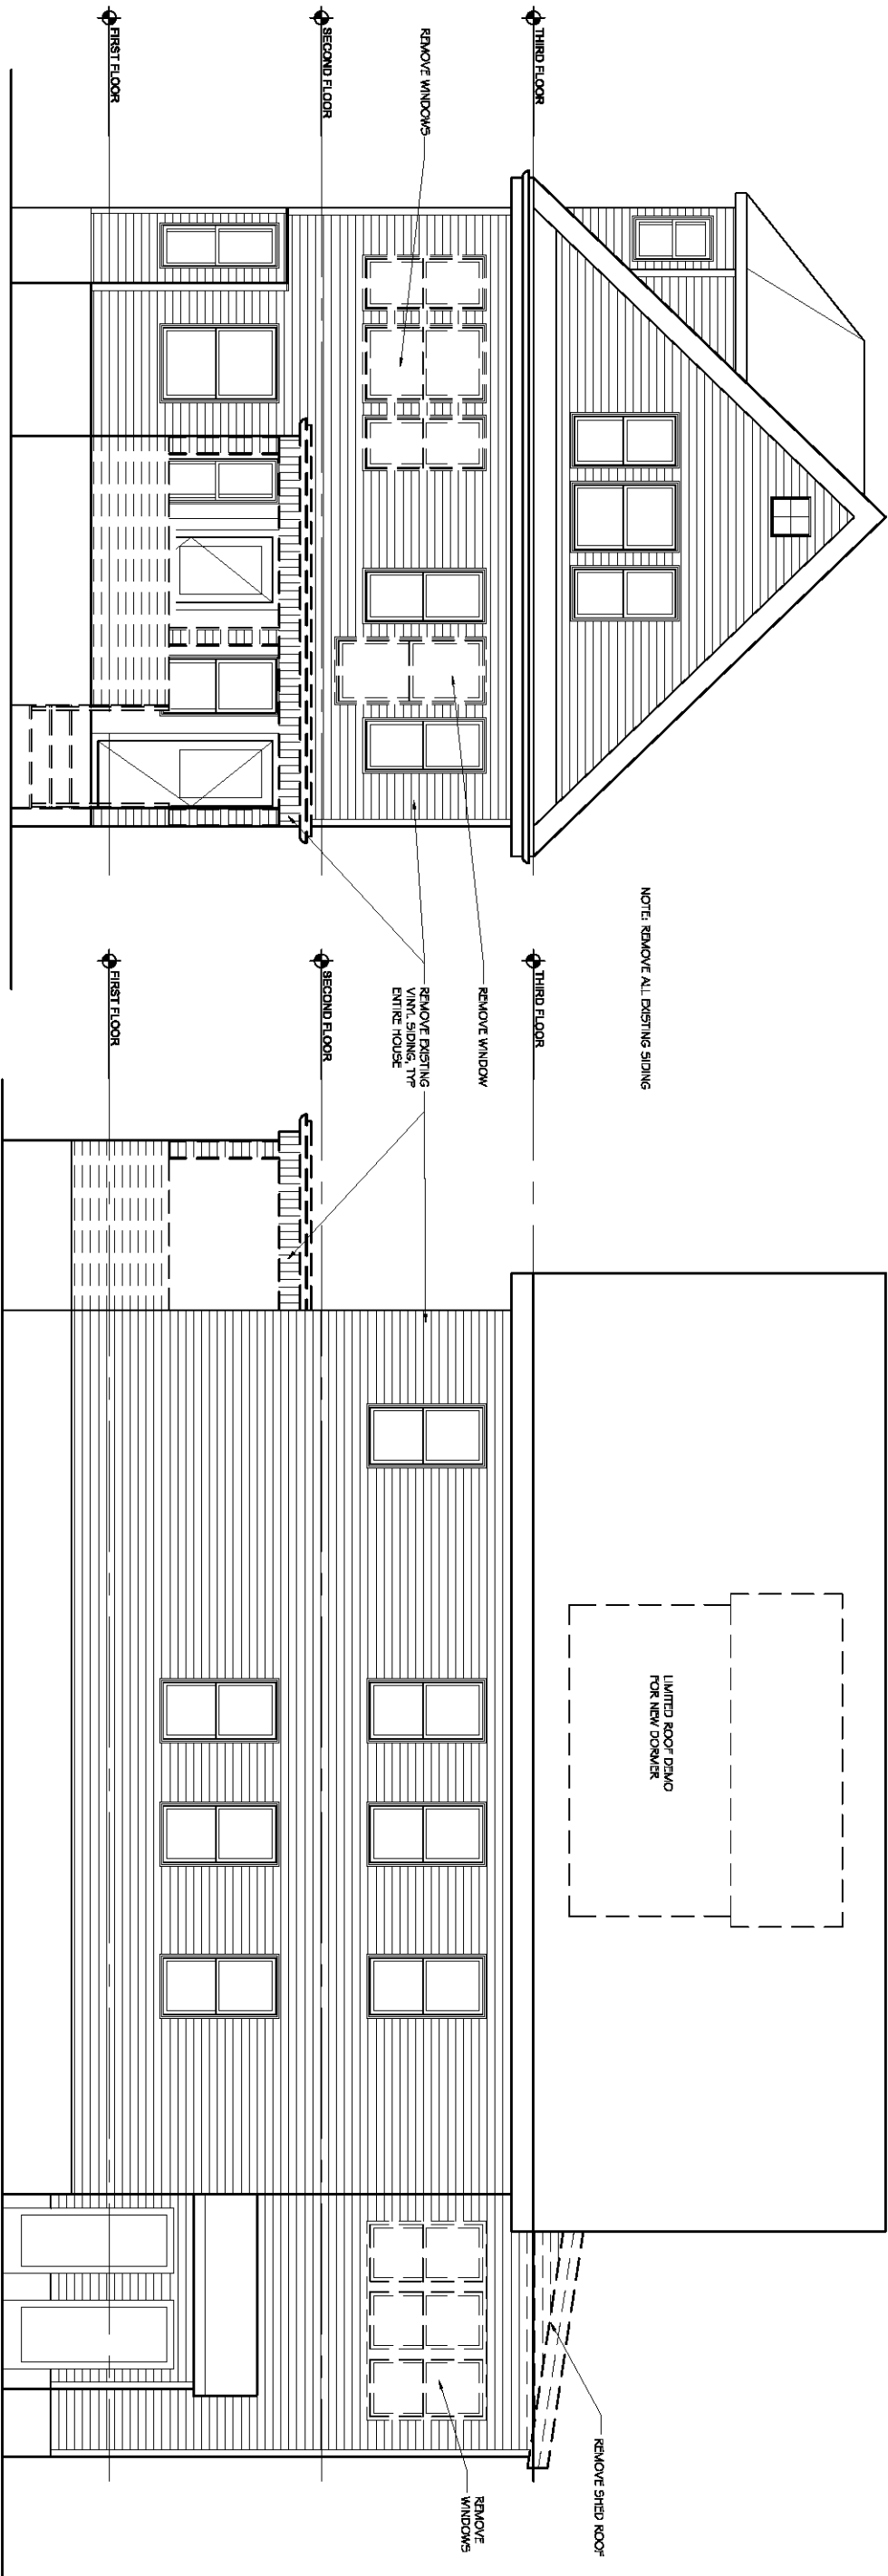 THIRD FLOOR
REMOVE WINDOWS
SECOND FLOOR
FIRST FLOOR
NOTE: REMOVE ALL EXISTING SIDING
THIRD FLOOR
REMOVE WINDOW
REMOVE EXISTING
VINYL SIDING, TYP
ENTIRE HOUSE
SECOND FLOOR
FIRST FLOOR
LIMITED ROOF DEMO
FOR NEW DORMER
REMOVE SHED ROOF
REMOVE
WINDOWS